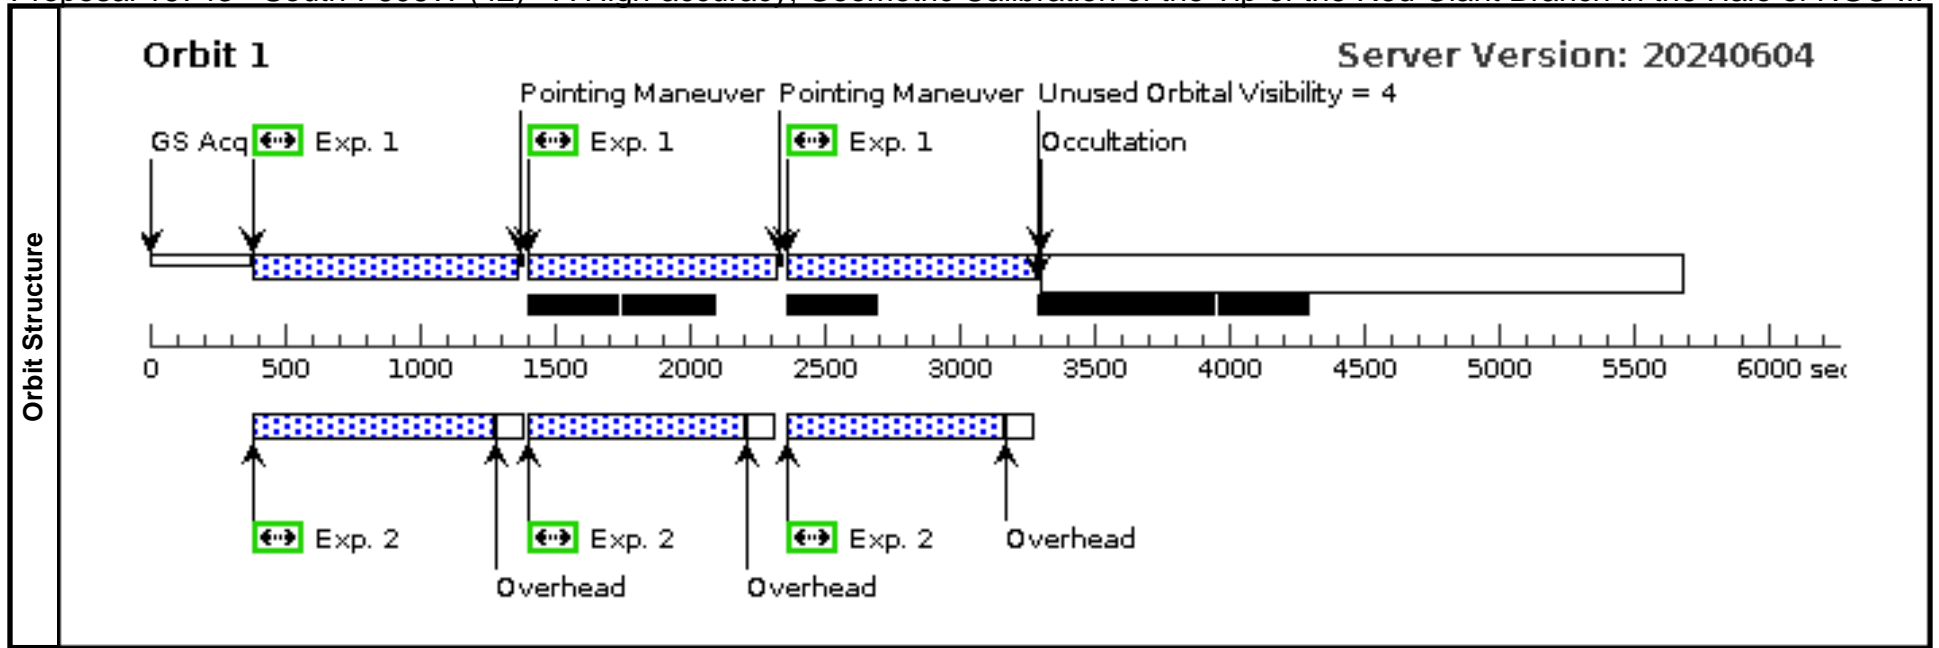 Orbit 1
Server Version: 20240604
Pointing Maneuver Pointing Maneuver Unused Orbital Visibility = 4
GS Acq Exp. 1 Exp. 1 Exp. 1 Occultation
Orbit Structure
0 500 1000 1500 2000 2500 3000 3500 4000 4500 5000 5500 6000 sec
Exp. 2 Exp. 2 Exp. 2 Overhead
Overhead Overhead